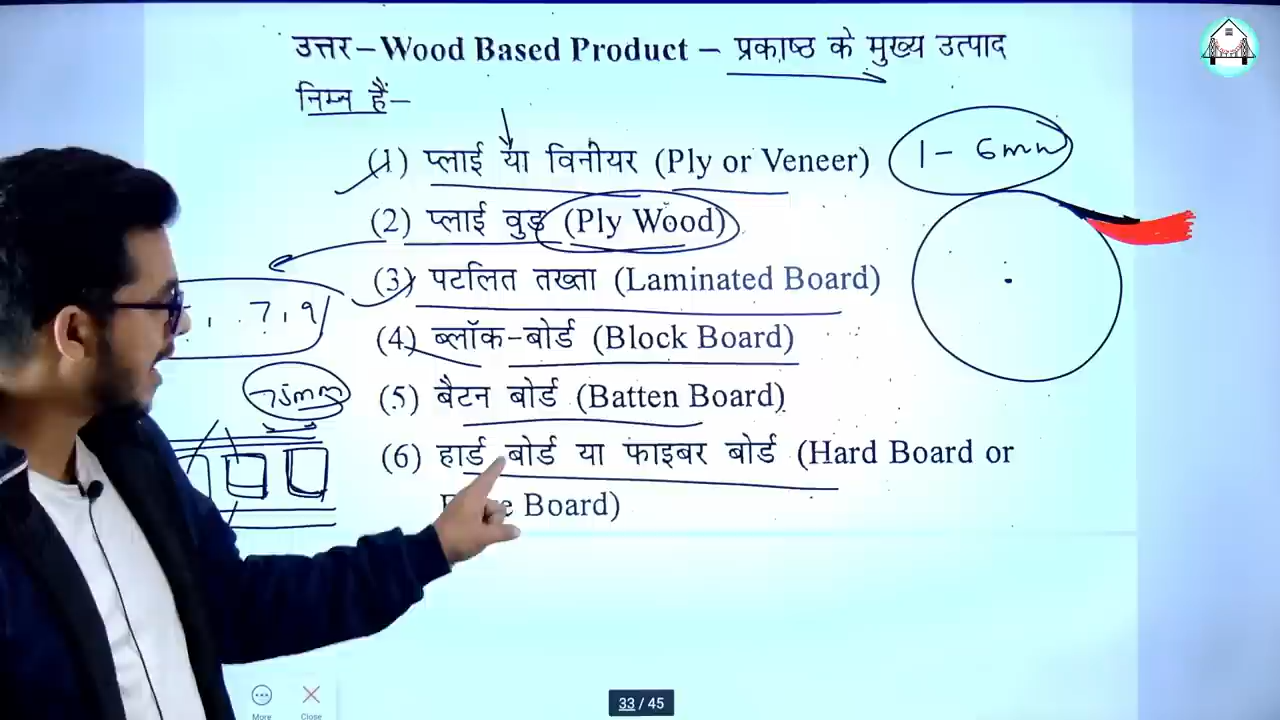 उत्तर – Wood Based Product – प्रकाष्ठ के मुख्य उत्पाद
निम्न हैं–
(1) प्लाई या विनीयर (Ply or Veneer)
1 - 6mm
(2) प्लाई वुड (Ply Wood)
(3) पटलित तख्ता (Laminated Board)
7, 9
(4) ब्लॉक-बोर्ड (Block Board)
75mm
(5) बैटन बोर्ड (Batten Board)
(6) हार्ड बोर्ड या फाइबर बोर्ड (Hard Board or
Board)
More
Close
33 / 45